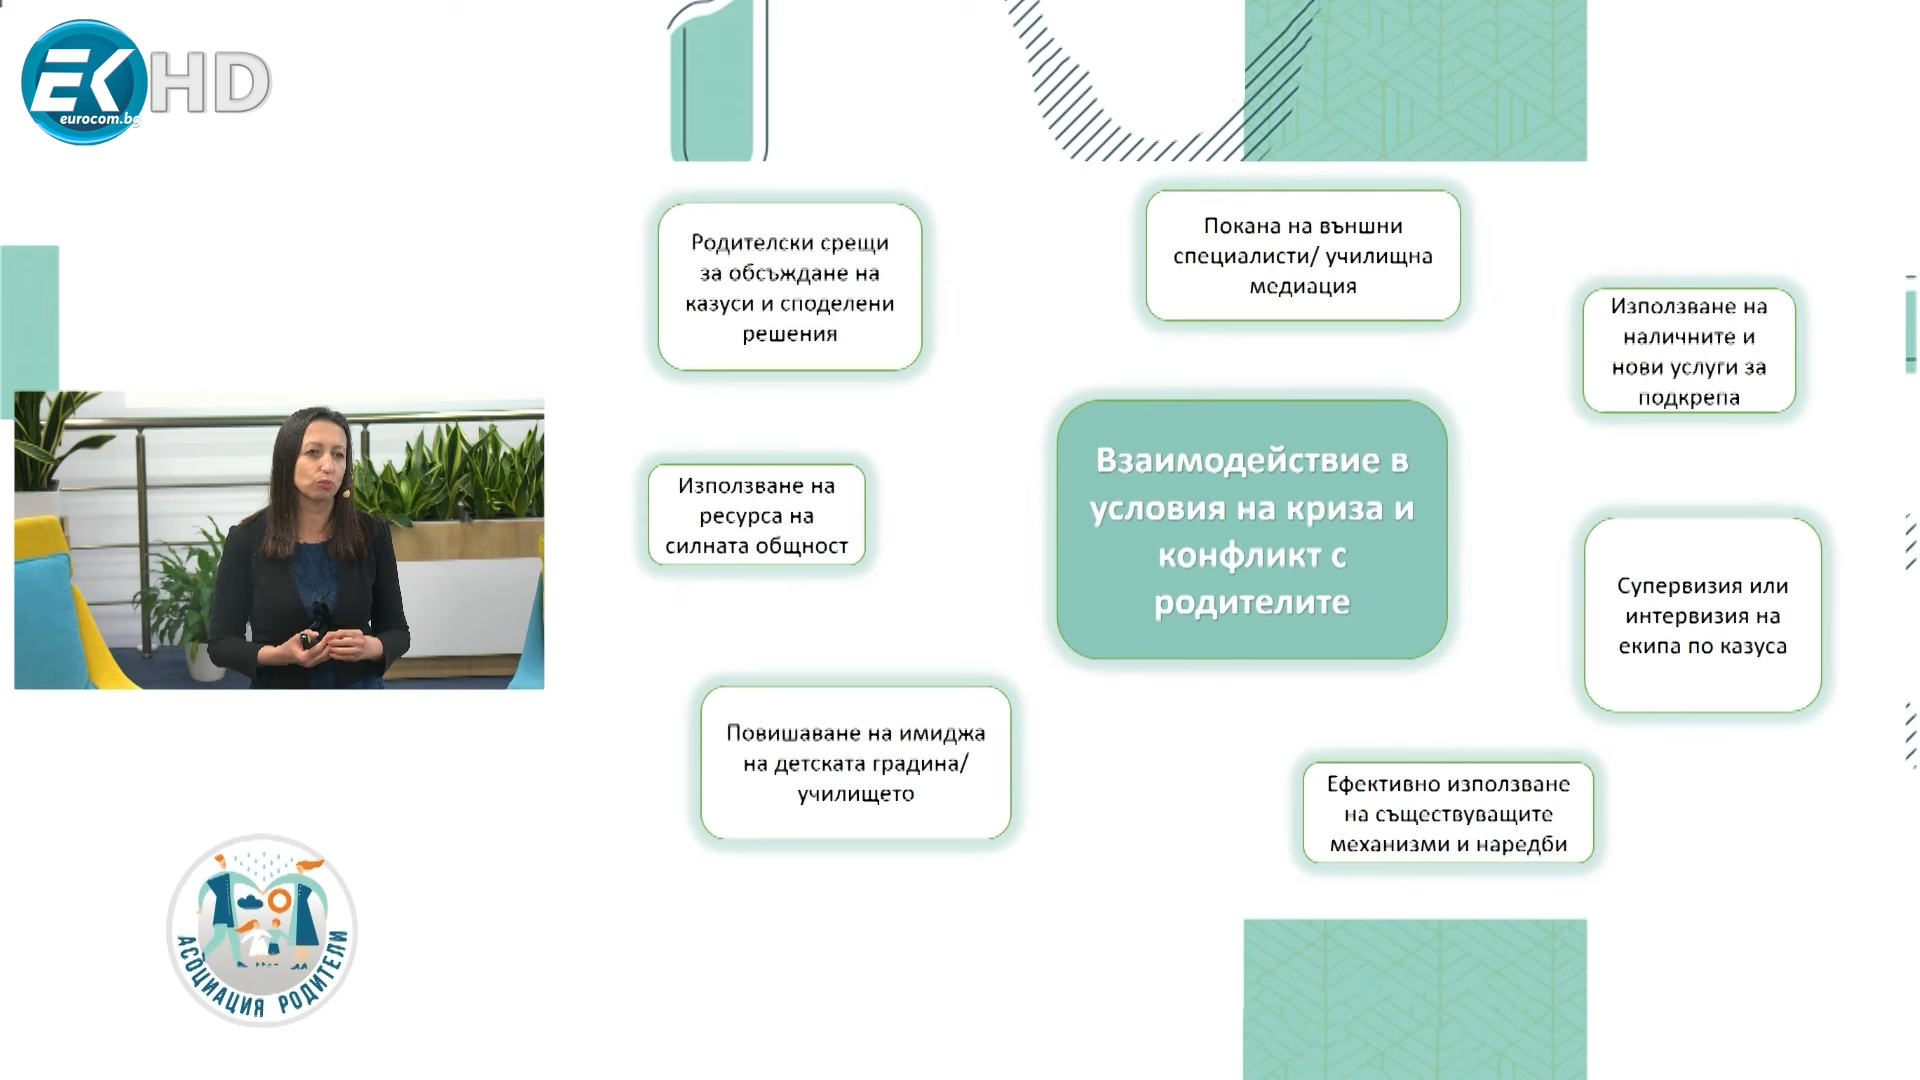 EK HD
eurocom.bg
Родителски срещи
за обсъждане на
казуси и споделени
решения
Покана на външни
специалисти/ училищна
медиация
Използване на
наличните и
нови услуги за
подкрепа
Използване на
ресурса на
силната общност
Взаимодействие в
условия на криза и
конфликт с
родителите
Супервизия или
интервизия на
екипа по казуса
Повишаване на имиджа
на детската градина/
училището
Ефективно използване
на съществуващите
механизми и наредби
АСОЦИАЦИЯ РОДИТЕЛИ